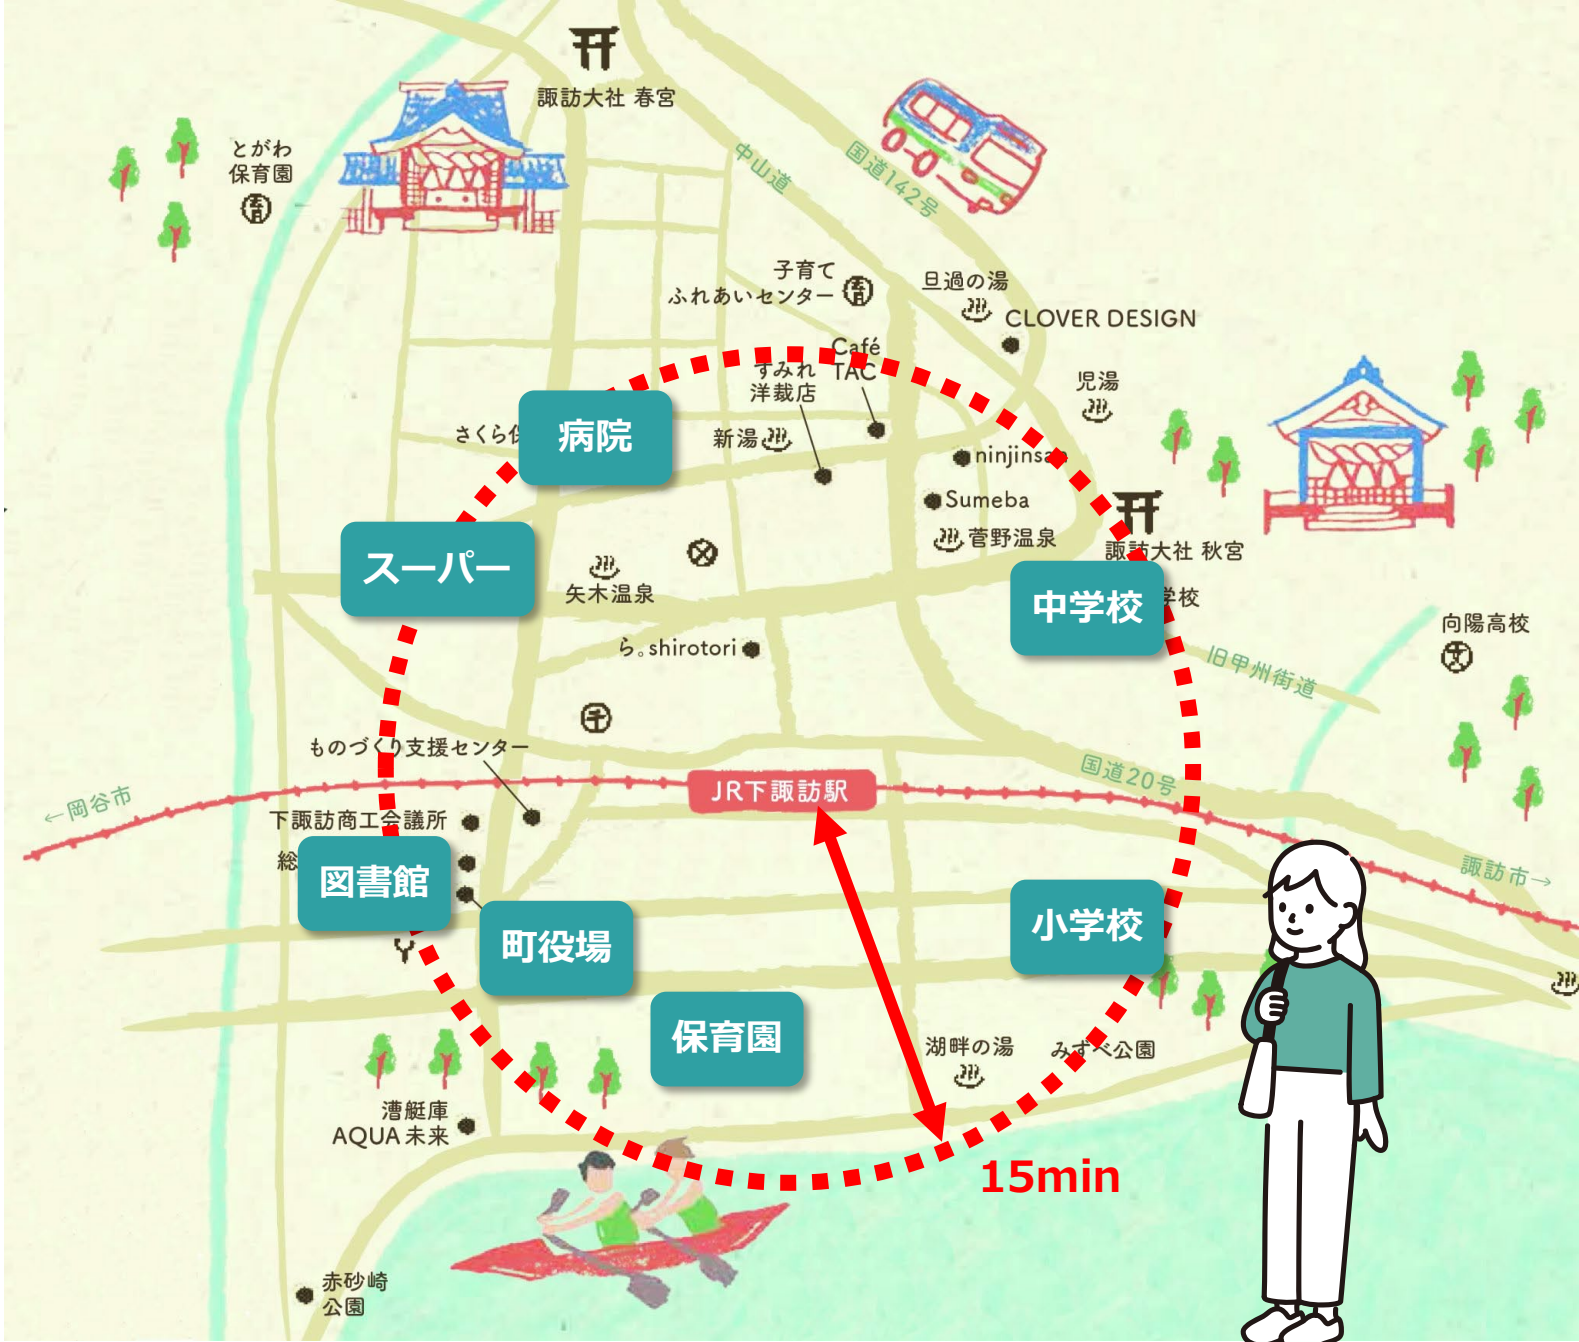 諏訪大社 春宮
とがわ
保育園
中山道
国道142号
子育て
ふれあいセンター
旦過の湯
CLOVER DESIGN
Café
TAC
すみれ
洋裁店
児湯
さくら
病院
新湯
ninjinsan
Sumeba
菅野温泉
諏訪大社 秋宮
スーパー
矢木温泉
中学校
学校
向陽高校
旧甲州街道
ら。shirotori
ものづくり支援センター
国道20号
JR下諏訪駅
←岡谷市
下諏訪商工会議所
総
図書館
諏訪市→
町役場
小学校
保育園
湖畔の湯
みずべ公園
漕艇庫
AQUA未来
15min
赤砂崎
公園